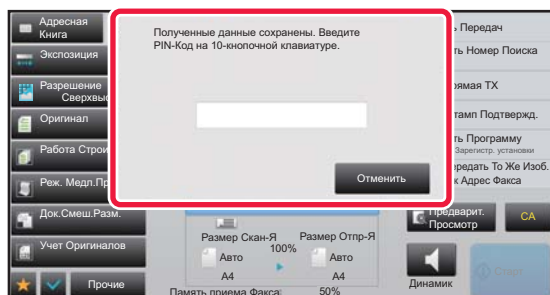 Адресная
Книга
Экспозиция
Разрешение
Сверхвыс
Оригинал
Работа Строи
Реж. Медл.Пр
Док.Смеш.Разм.
Учет Оригиналов
Прочие
Полученные данные сохранены. Введите
PIN-Код на 10-кнопочной клавиатуре.
Отменить
Размер Скан-Я
100%
Размер Отпр-Я
Авто
A4
Авто
A4
Память приема Факса:
50%
ь Передач
ть Номер Поиска
рямая TX
тамп Подтвержд.
ть Программу
Зарегистр. установки
ередать То Же Изоб.
к Адрес Факса
Предварит.
Просмотр
CA
Динамик
Старт